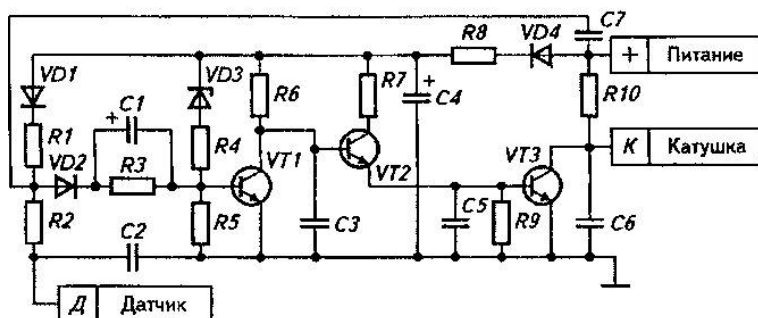 C7
R8
VD4
+
Питание
VD1
VD3
C1
+
R6
R7
+
C4
R10
R1
VD2
R3
R4
VT1
VT2
VT3
К
Катушка
R2
C2
R5
C3
C5
R9
C6
Д
Датчик